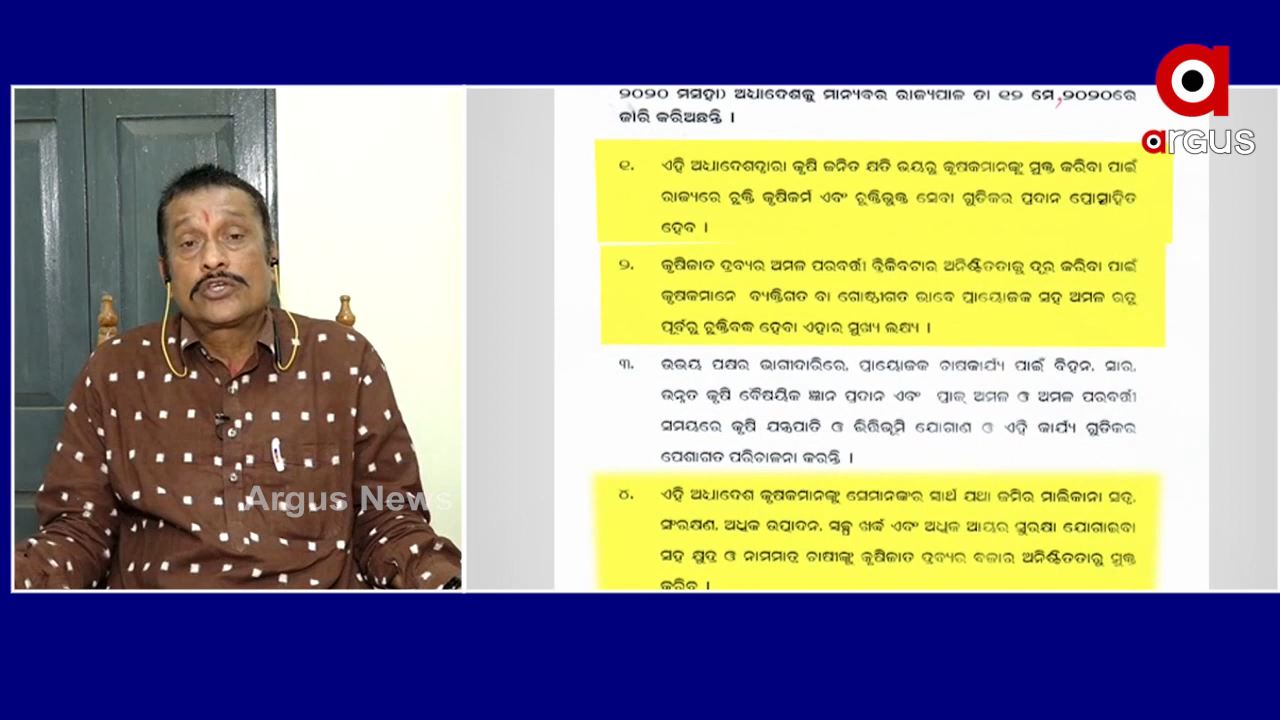 argus
୨୦୨୦ ମସିହା) ଅଧ୍ୟାଦେଶକୁ ମାନ୍ୟବର ରାଜ୍ୟପାଳ ତା ୧୨ ମେ,୨୦୨୦ରେ
ଜାରି କରିଅଛନ୍ତି ।
୧. ଏହି ଅଧ୍ୟାଦେଶଦ୍ୱାରା କୃଷି ଜନିତ କ୍ଷତି ଭୟରୁ କୃଷକମାନଙ୍କୁ ମୁକ୍ତ କରିବା ପାଇଁ
ରାଜ୍ୟରେ ଚୁକ୍ତି କୃଷିକର୍ମ ଏବଂ ଚୁକ୍ତିଭୁକ୍ତ ସେବା ଗୁଡିକର ପ୍ରଦାନ ପ୍ରୋତ୍ସାହିତ
ହେବ ।
୨. କୃଷିଜାତ ଦ୍ରବ୍ୟର ଅମଳ ପରବର୍ତ୍ତୀ ବିକିବଟାର ଅନିଶ୍ଚିତତାକୁ ଦୂର କରିବା ପାଇଁ
କୃଷକମାନେ ବ୍ୟକ୍ତିଗତ ବା ଗୋଷ୍ଠୀଗତ ଭାବେ ପ୍ରାୟୋଜକ ସହ ଅମଳ ଋତୁ
ପୂର୍ବରୁ ଚୁକ୍ତିବଦ୍ଧ ହେବା ଏହାର ମୁଖ୍ୟ ଲକ୍ଷ୍ୟ ।
୩. ଉଭୟ ପକ୍ଷର ଭାଗୀଦାରିରେ, ପ୍ରାୟୋଜକ ଚାଷକାର୍ଯ୍ୟ ପାଇଁ ବିହନ, ସାର,
ଉନ୍ନତ କୃଷି ବୈଷୟିକ ଜ୍ଞାନ ପ୍ରଦାନ ଏବଂ ପ୍ରାକ୍ ଅମଳ ଓ ଅମଳ ପରବର୍ତ୍ତୀ
ସମୟରେ କୃଷି ଯନ୍ତ୍ରପାତି ଓ ଭିତ୍ତିଭୂମି ଯୋଗାଣ ଓ ଏହି କାର୍ଯ୍ୟ ଗୁଡିକର
ପେଶାଗତ ପରିଚାଳନା କରନ୍ତି ।
୪. ଏହି ଅଧ୍ୟାଦେଶ କୃଷକମାନଙ୍କୁ ସେମାନଙ୍କର ସ୍ୱାର୍ଥ ଯଥା ଜମିର ମାଲିକାନା ସତ୍ୱ,
ସଂରକ୍ଷଣ, ଅଧିକ ଉତ୍ପାଦନ, ସ୍ୱଳ୍ପ ଖର୍ଚ୍ଚ ଏବଂ ଅଧିକ ଆୟର ସୁରକ୍ଷା ଯୋଗାଇବା
ସହ କ୍ଷୁଦ୍ର ଓ ନାମମାତ୍ର ଚାଷୀଙ୍କୁ କୃଷିଜାତ ଦ୍ରବ୍ୟର ବଜାର ଅନିଶ୍ଚିତତାରୁ ମୁକ୍ତ
କରିବ ।
Argus News